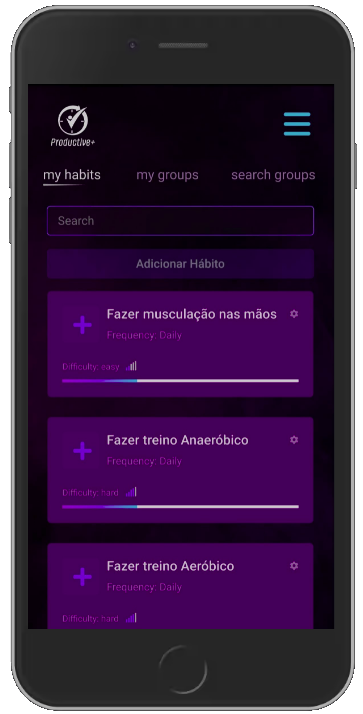 Productive+
my habits my groups search groups
Search
Adicionar Hábito
Fazer musculação nas mãos
Frequency: Daily
Difficulty: easy
Fazer treino Anaeróbico
Frequency: Daily
Difficulty: hard
Fazer treino Aeróbico
Frequency: Daily
Difficulty: hard